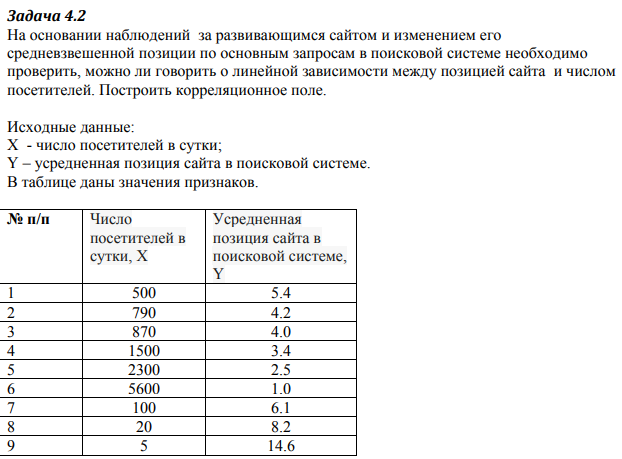 Задача 4.2
На основании наблюдений за развивающимся сайтом и изменением его
средневзвешенной позиции по основным запросам в поисковой системе необходимо
проверить, можно ли говорить о линейной зависимости между позицией сайта и числом
посетителей. Построить корреляционное поле.
Исходные данные:
X - число посетителей в сутки;
Y – усредненная позиция сайта в поисковой системе.
В таблице даны значения признаков.
№ п/п Число посетителей в сутки, X Усредненная позиция сайта в поисковой системе, Y
1 500 5.4
2 790 4.2
3 870 4.0
4 1500 3.4
5 2300 2.5
6 5600 1.0
7 100 6.1
8 20 8.2
9 5 14.6